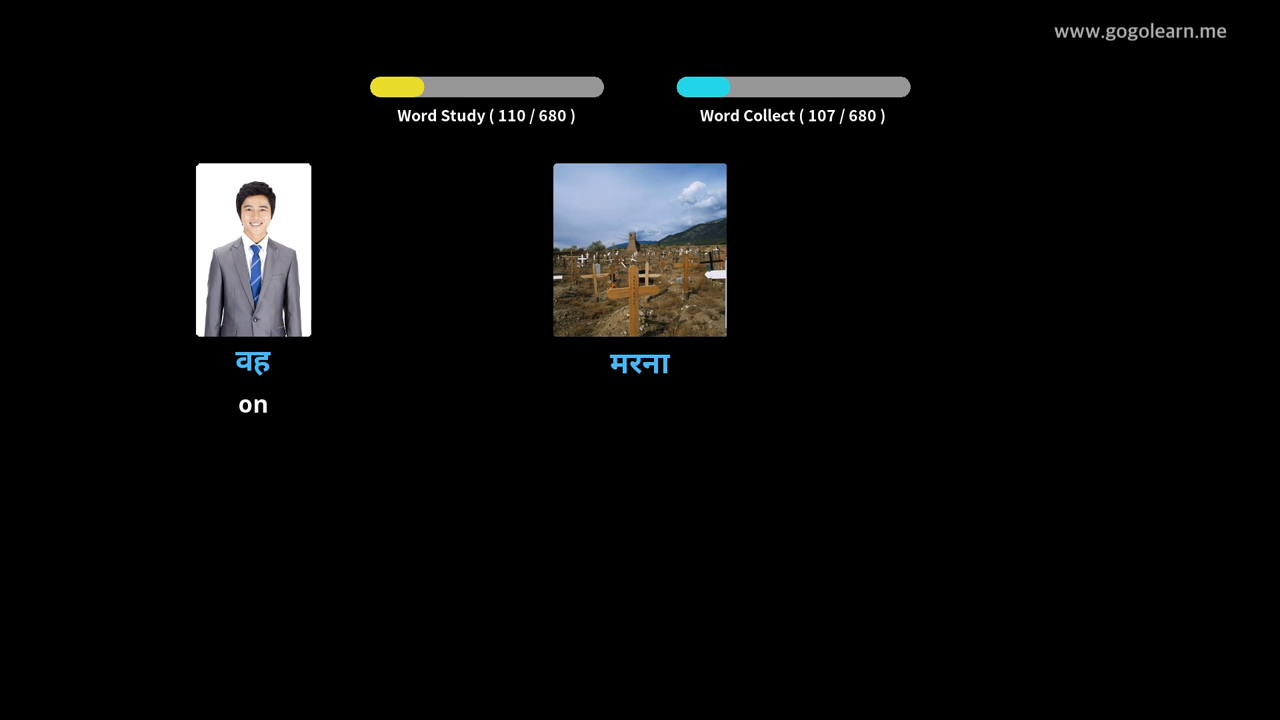 www.gogolearn.me
Word Study ( 110 / 680 )
Word Collect ( 107 / 680 )
वह
मरना
on